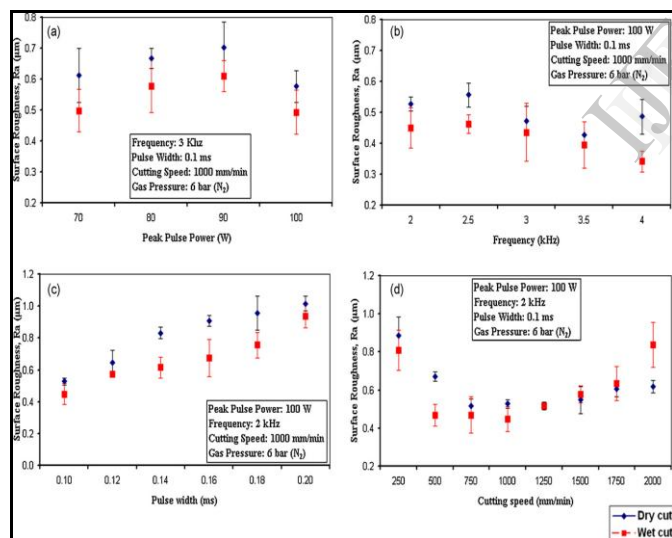 (a)
Surface Roughness, Ra (µm)
0.8
0.7
0.6
0.5
0.4
0.3
0.2
Frequency: 3 Khz
Pulse Width: 0.1 ms
Cutting Speed: 1000 mm/min
Gas Pressure: 6 bar (N₂)
70 80 90 100
Peak Pulse Power (W)
(b)
Surface Roughness, Ra (µm)
0.8
0.7
0.6
0.5
0.4
0.3
0.2
Peak Pulse Power: 100 W
Pulse Width: 0.1 ms
Cutting Speed: 1000 mm/min
Gas Pressure: 6 bar (N₂)
2 2.5 3 3.5 4
Frequency (kHz)
(c)
Surface Roughness, Ra (µm)
1.2
1.0
0.8
0.6
0.4
0.2
0.0
Peak Pulse Power: 100 W
Frequency: 2 kHz
Cutting Speed: 1000 mm/min
Gas Pressure: 6 bar (N₂)
0.10 0.12 0.14 0.16 0.18 0.20
Pulse width (ms)
(d)
Surface Roughness, Ra (µm)
1.2
1.0
0.8
0.6
0.4
Peak Pulse Power: 100 W
Frequency: 2 kHz
Pulse Width: 0.1 ms
Gas Pressure: 6 bar (N₂)
250 500 750 1000 1250 1500 1750 2000
Cutting speed (mm/min)
Dry cut
Wet cut